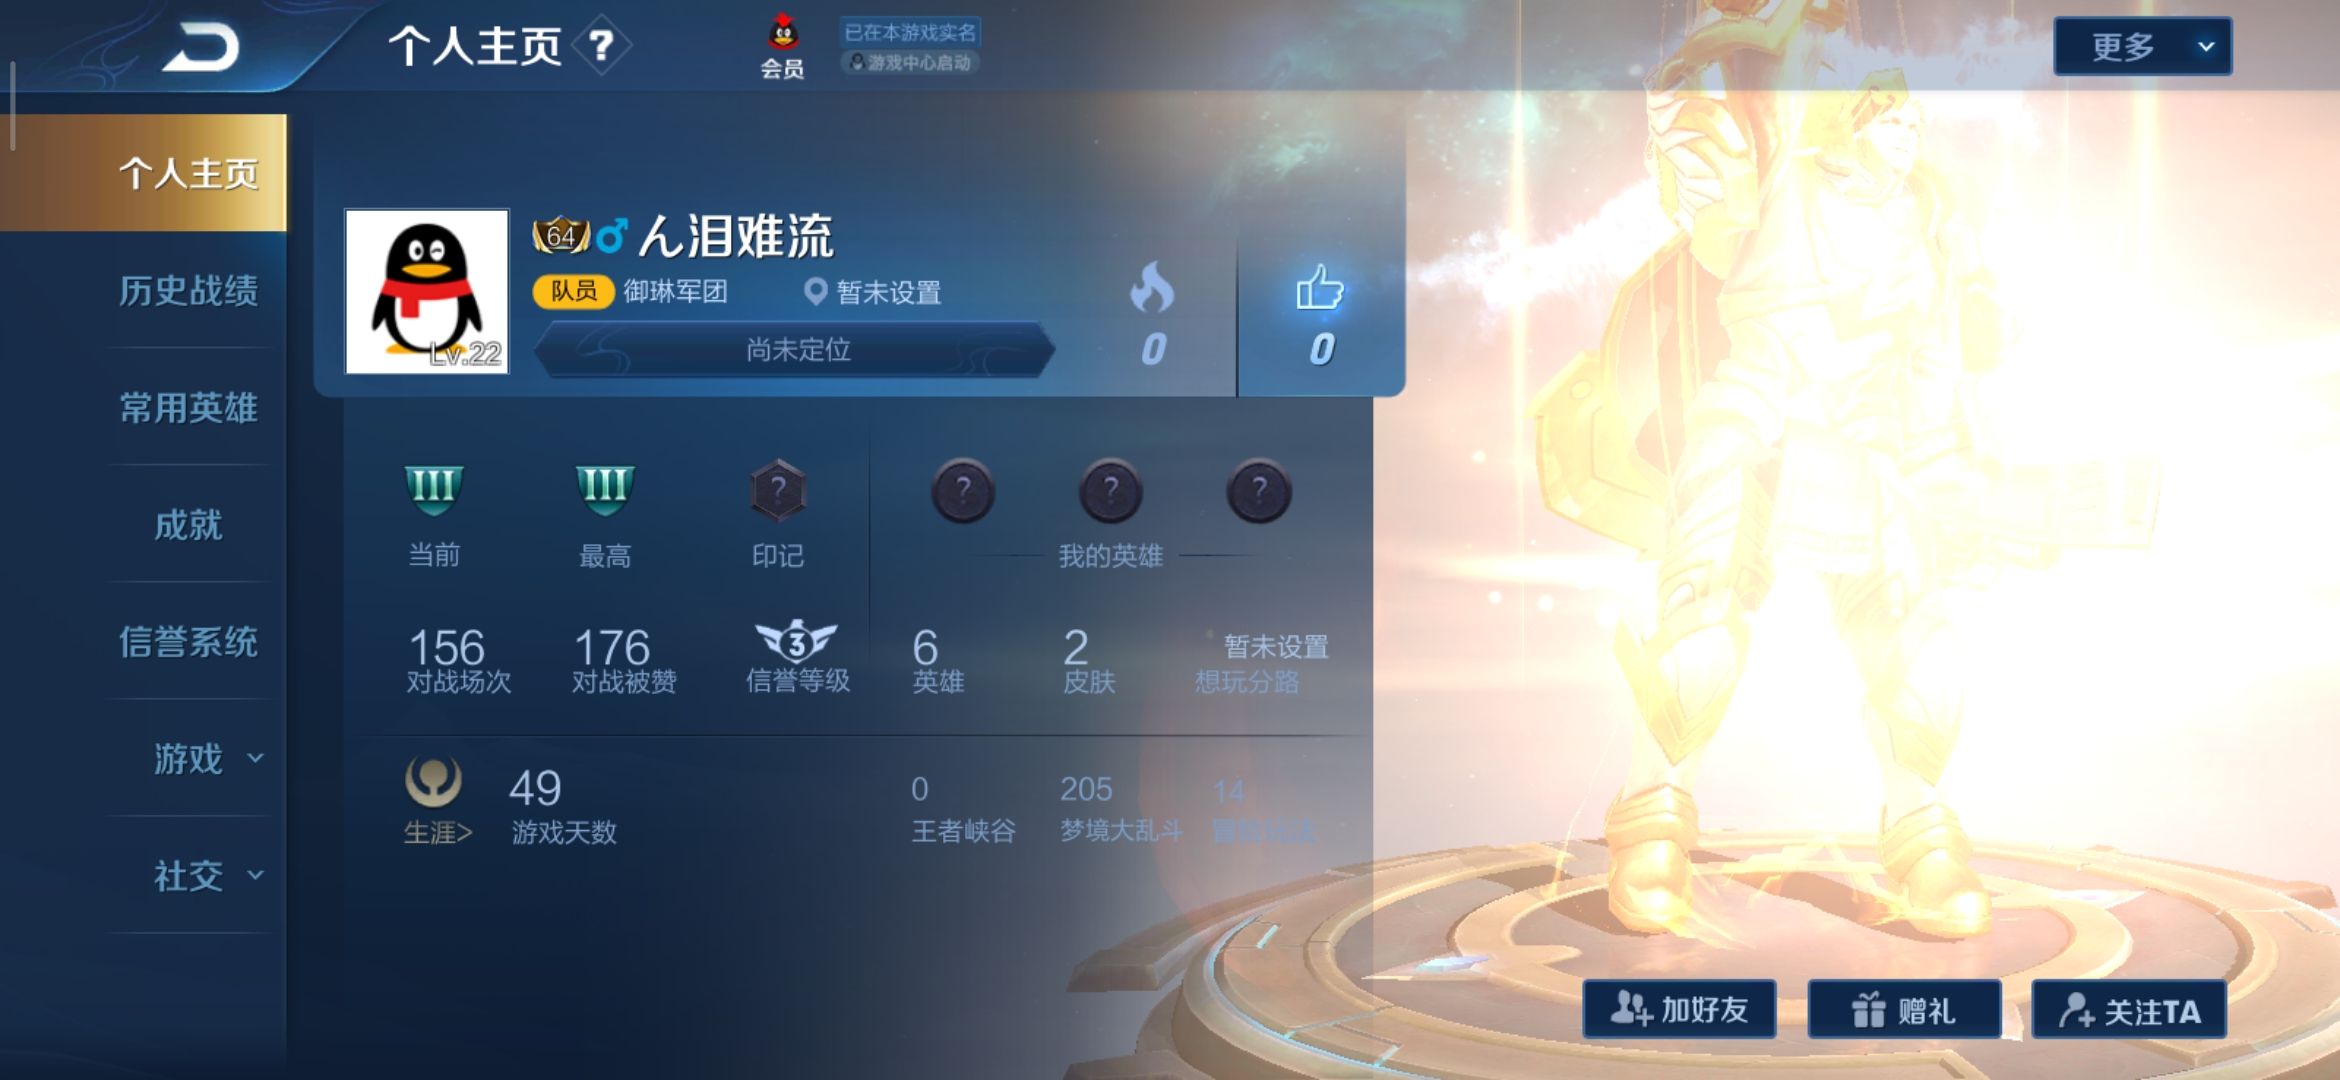 个人主页 ?
会员
已在本游戏实名
游戏中心启动
更多
个人主页
历史战绩
常用英雄
成就
信誉系统
游戏
社交
Lv.22
64 ん泪难流
队员 御琳军团 暂未设置
尚未定位
0
0
III III ? ? ? ?
当前 最高 印记 我的英雄
156 176 3 6 2 暂未设置
对战场次 对战被赞 信誉等级 英雄 皮肤 想玩分路
49 0 205 14
生涯> 游戏天数 王者峡谷 梦境大乱斗 冒险玩法
加好友 赠礼 关注TA